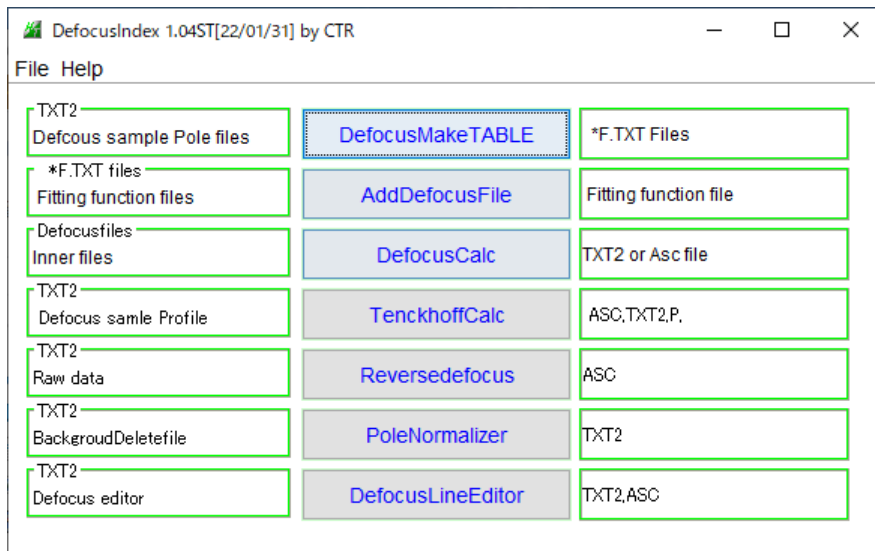 DefocusIndex 1.04ST[22/01/31] by CTR
File Help
TXT2
Defcous sample Pole files
DefocusMakeTABLE
*F.TXT Files
*F.TXT files
Fitting function files
AddDefocusFile
Fitting function file
Defocusfiles
Inner files
DefocusCalc
TXT2 or Asc file
TXT2
Defocus samle Profile
TenckhoffCalc
ASC,TXT2,P,
TXT2
Raw data
Reversedefocus
ASC
TXT2
BackgroudDeletefile
PoleNormalizer
TXT2
TXT2
Defocus editor
DefocusLineEditor
TXT2,ASC